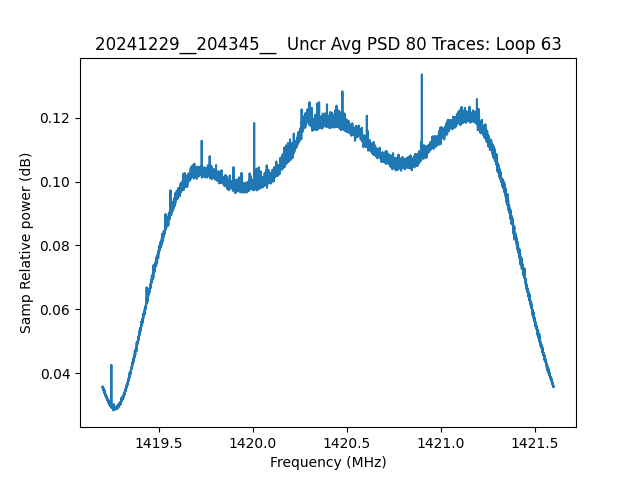 20241229__204345__  Uncr Avg PSD 80 Traces: Loop 63
Samp Relative power (dB)
0.12
0.10
0.08
0.06
0.04
1419.5 1420.0 1420.5 1421.0 1421.5
Frequency (MHz)